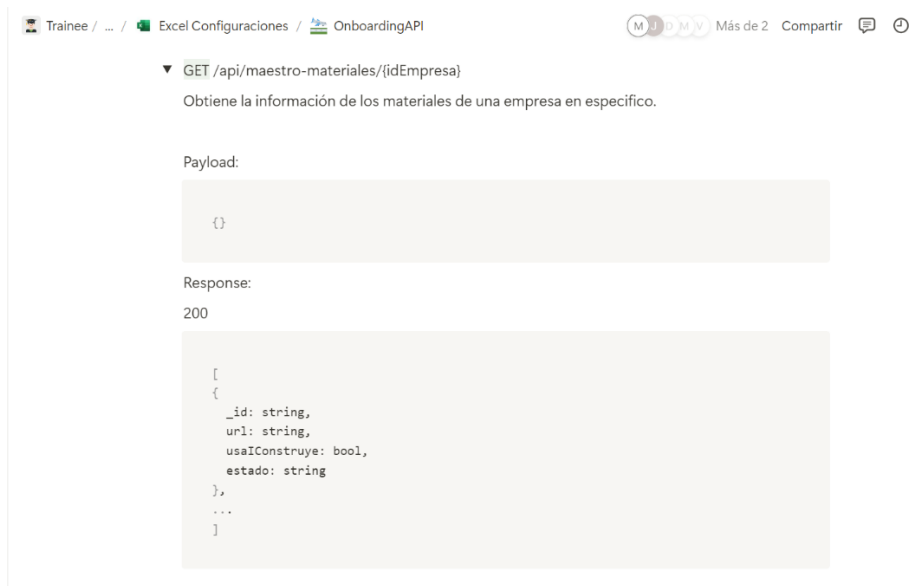 Trainee / ... / Excel Configuraciones / OnboardingAPI M J D M V Más de 2 Compartir
GET /api/maestro-materiales/{idEmpresa}
Obtiene la información de los materiales de una empresa en especifico.
Payload:
{}
Response:
200
[
{
_id: string,
url: string,
usaIConstruye: bool,
estado: string
},
...
]